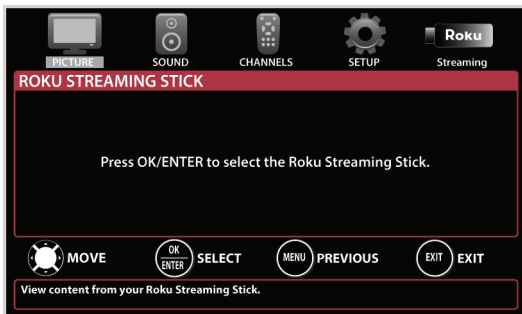 Roku
PICTURE SOUND CHANNELS SETUP Streaming
ROKU STREAMING STICK
Press OK/ENTER to select the Roku Streaming Stick.
OK
ENTER
MOVE SELECT MENU PREVIOUS EXIT EXIT
View content from your Roku Streaming Stick.